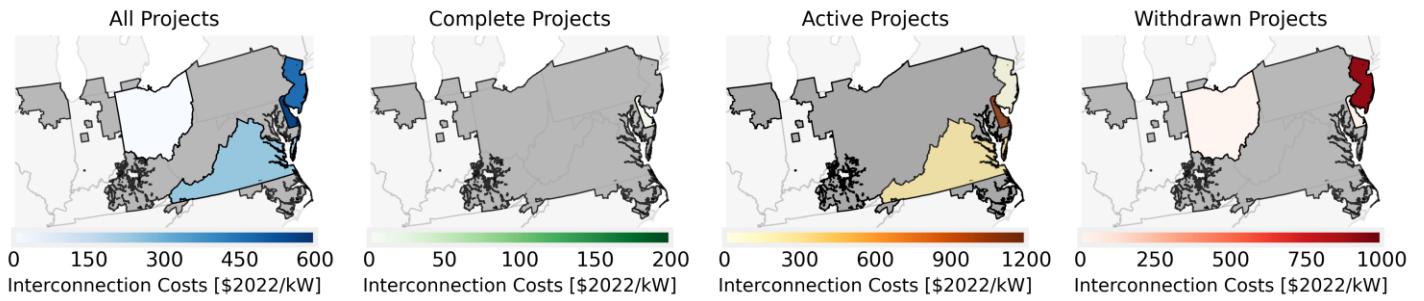 All Projects
Complete Projects
Active Projects
Withdrawn Projects
0 150 300 450 600
0 50 100 150 200
0 300 600 900 1200
0 250 500 750 1000
Interconnection Costs [$2022/kW]
Interconnection Costs [$2022/kW]
Interconnection Costs [$2022/kW]
Interconnection Costs [$2022/kW]